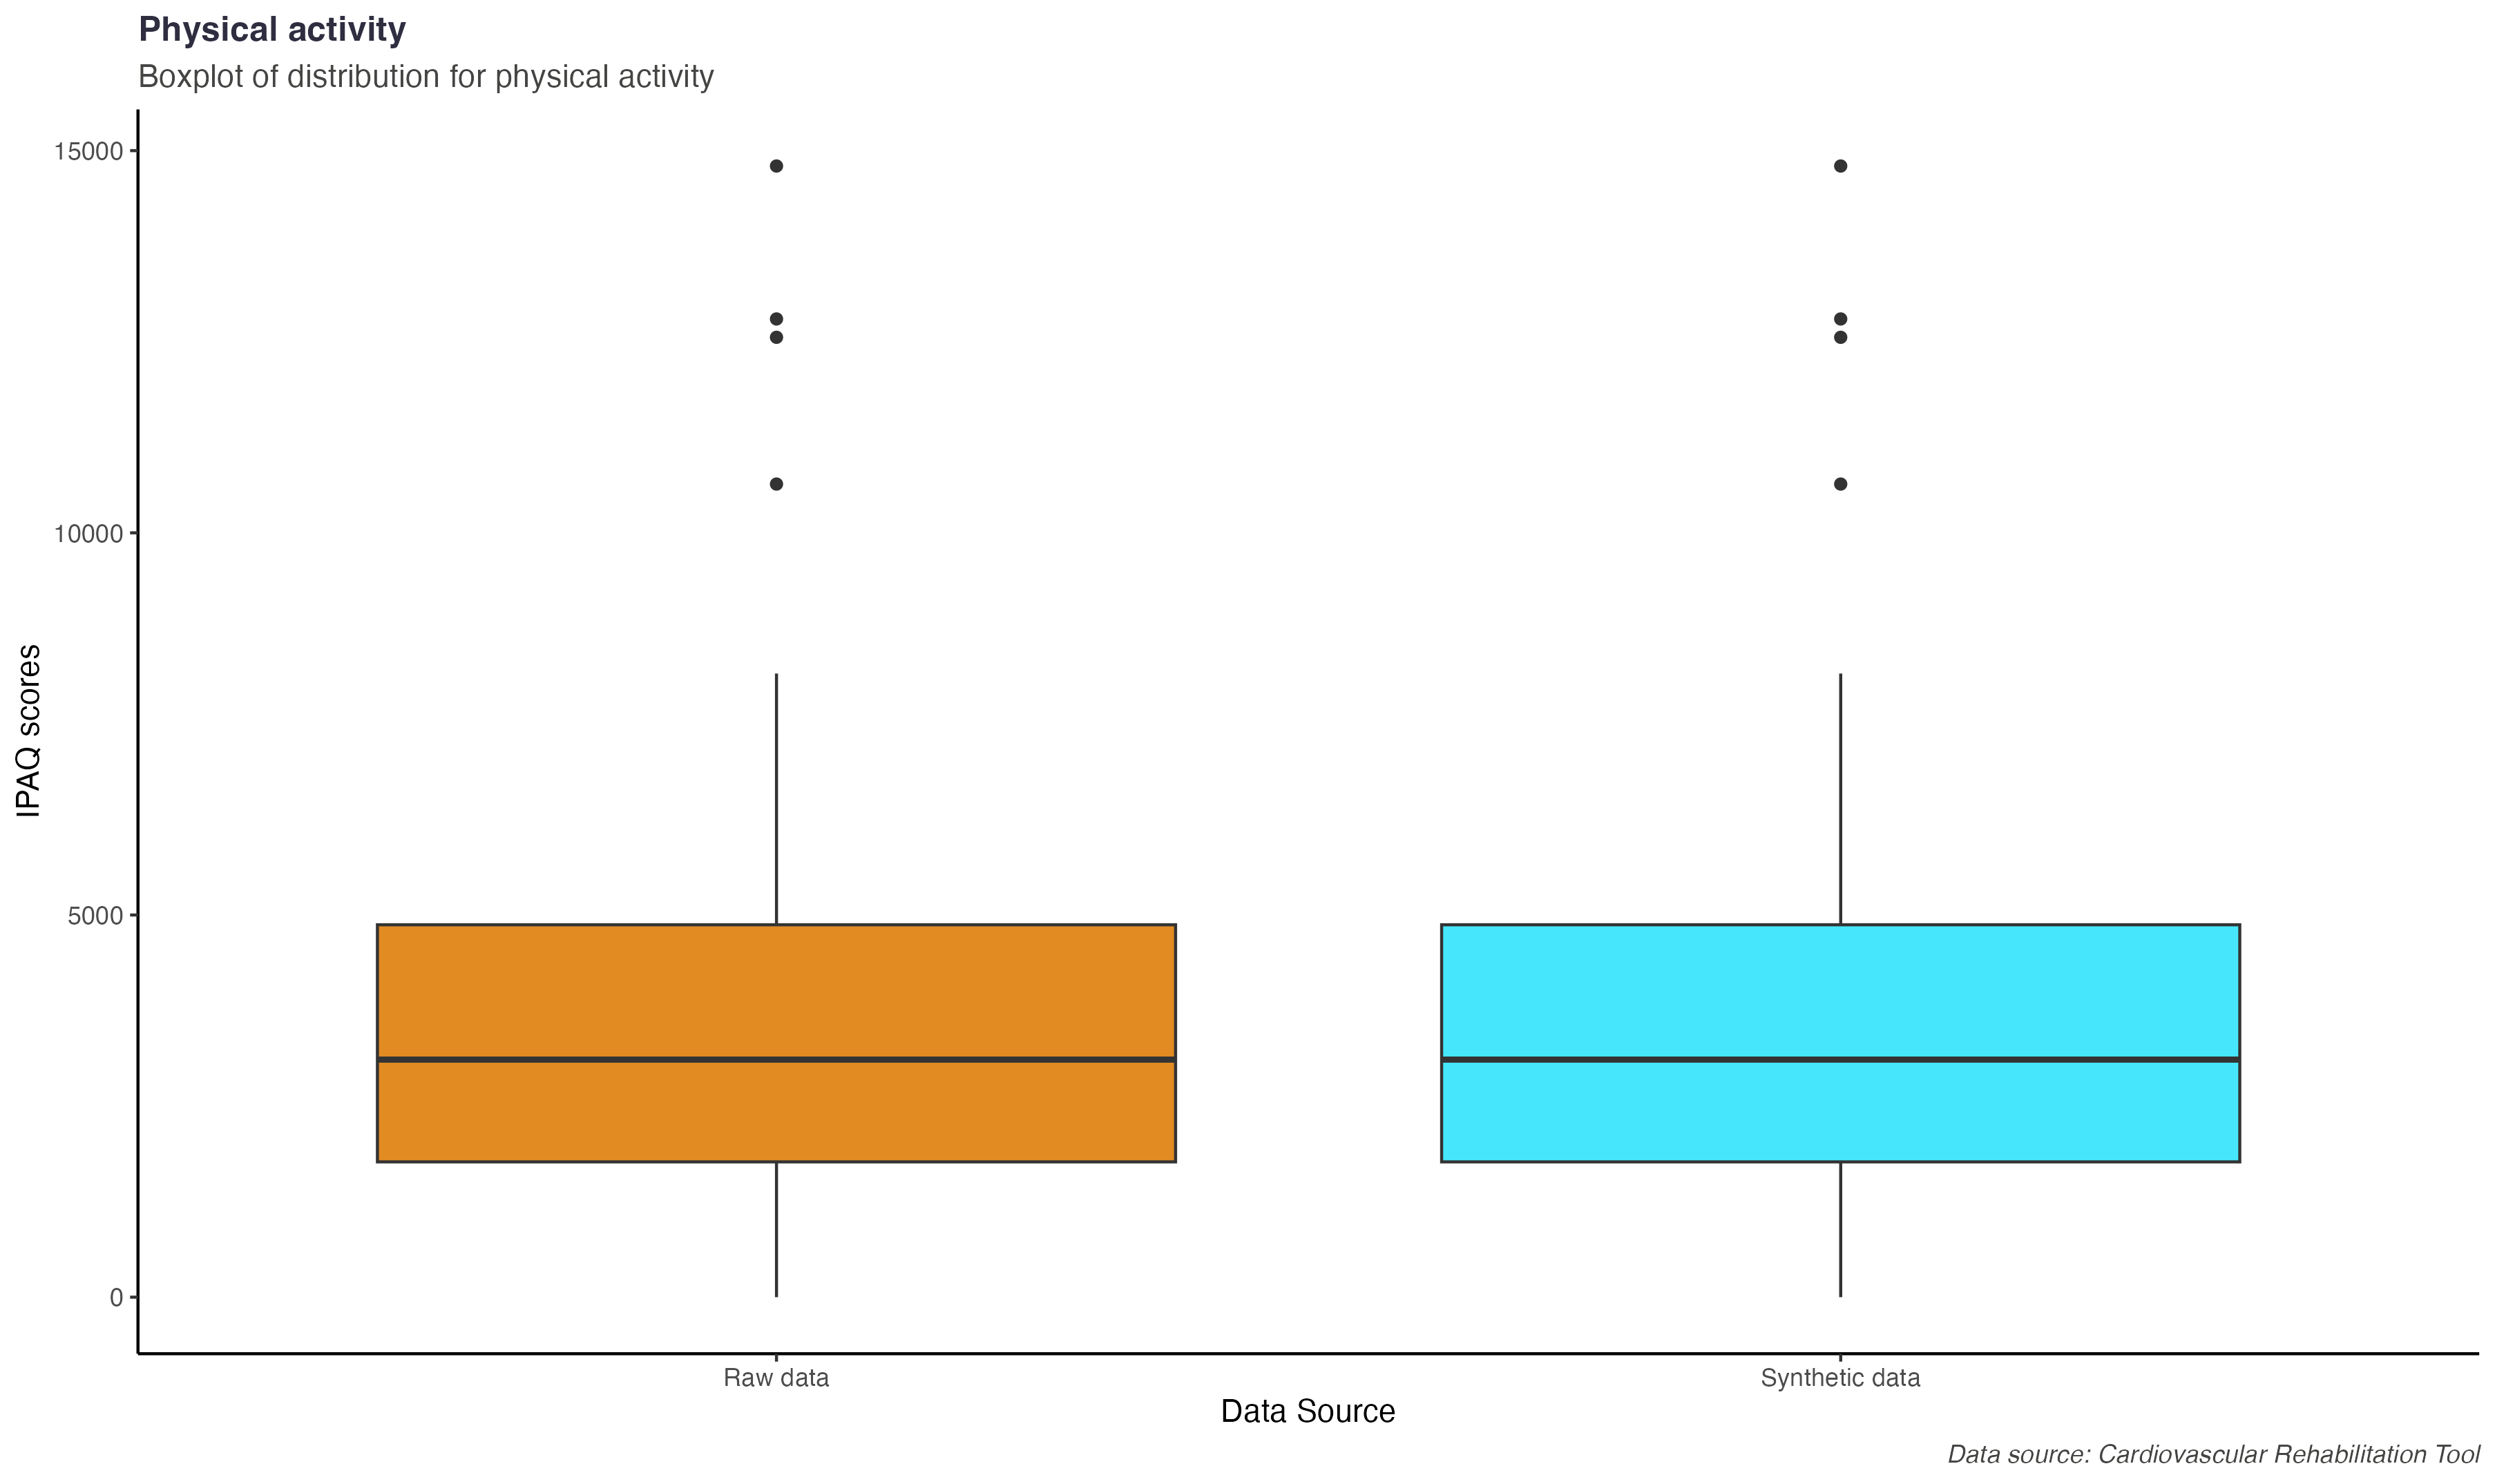 Physical activity
Boxplot of distribution for physical activity
15000
10000
5000
0
IPAQ scores
Raw data
Synthetic data
Data Source
Data source: Cardiovascular Rehabilitation Tool